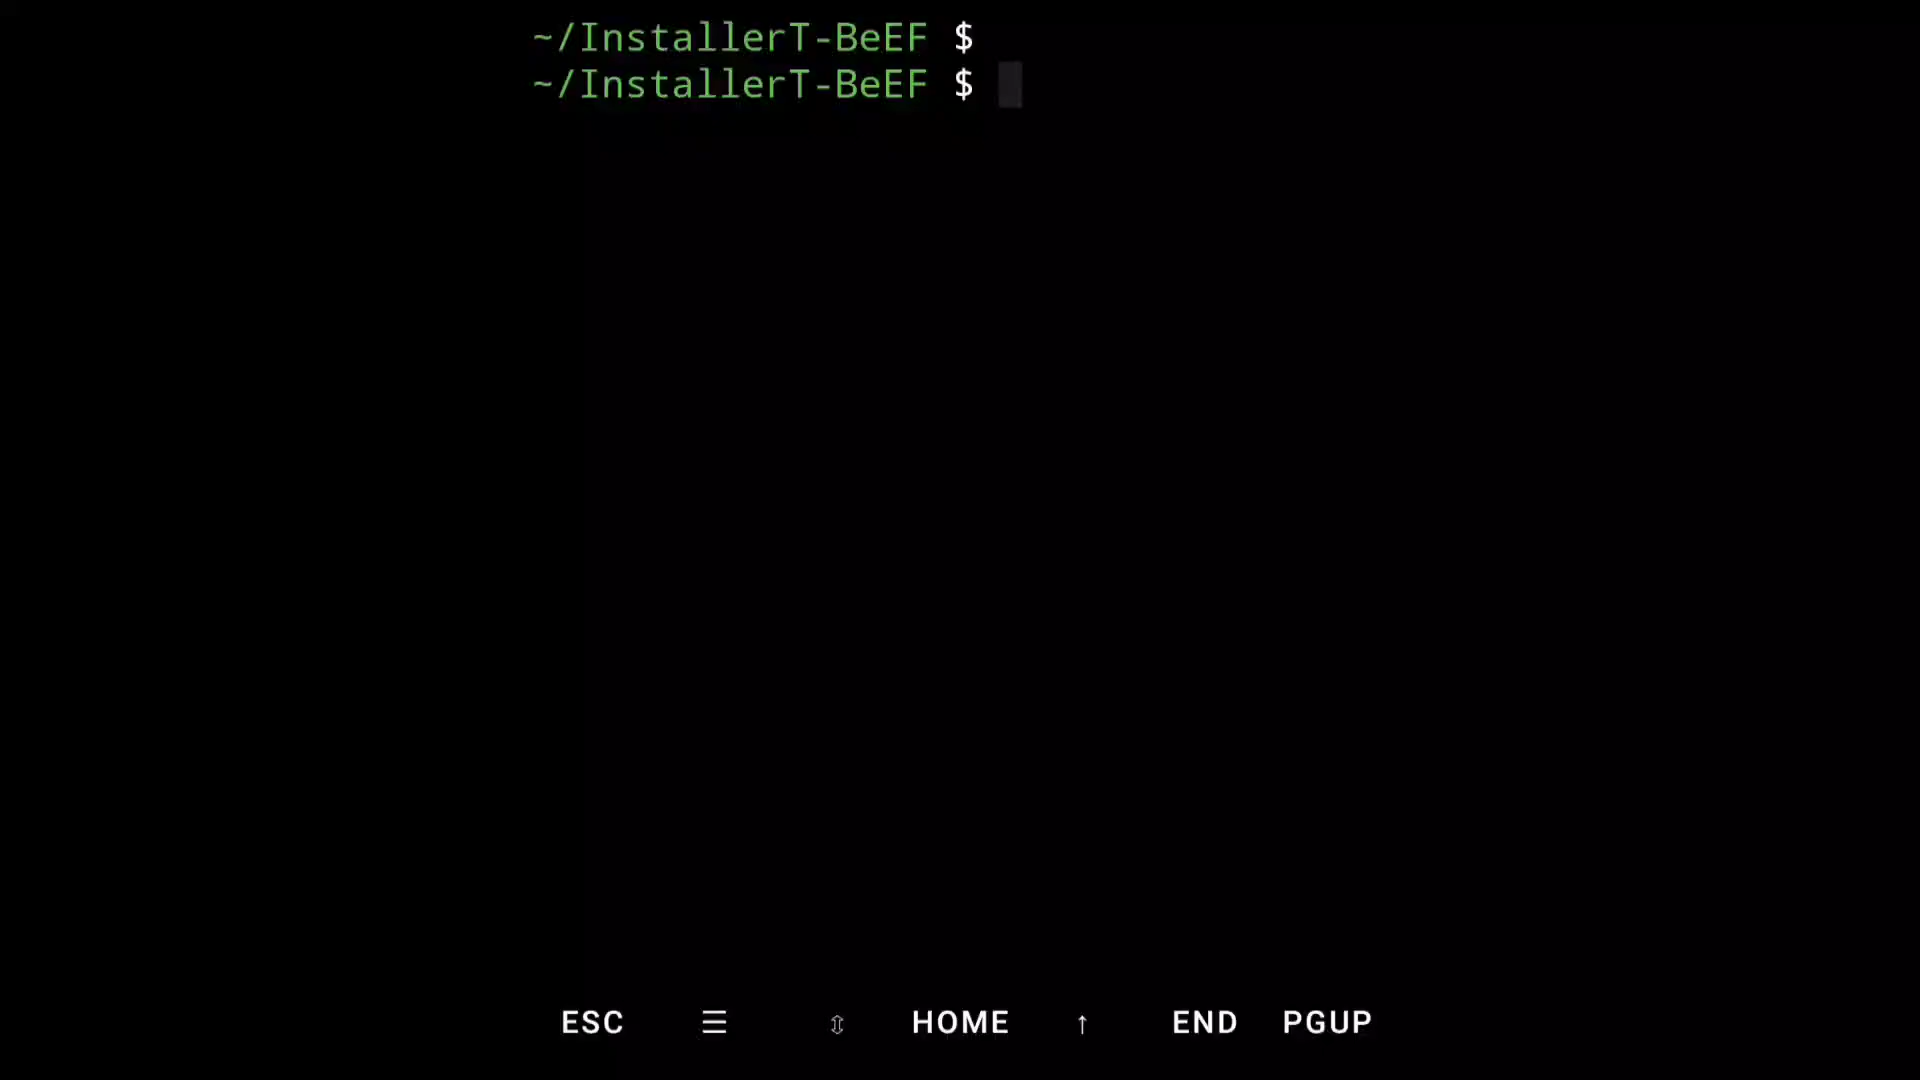 ~/InstallerT-BeEF $
~/InstallerT-BeEF $
ESC ☰ ⇳ HOME ↑ END PGUP